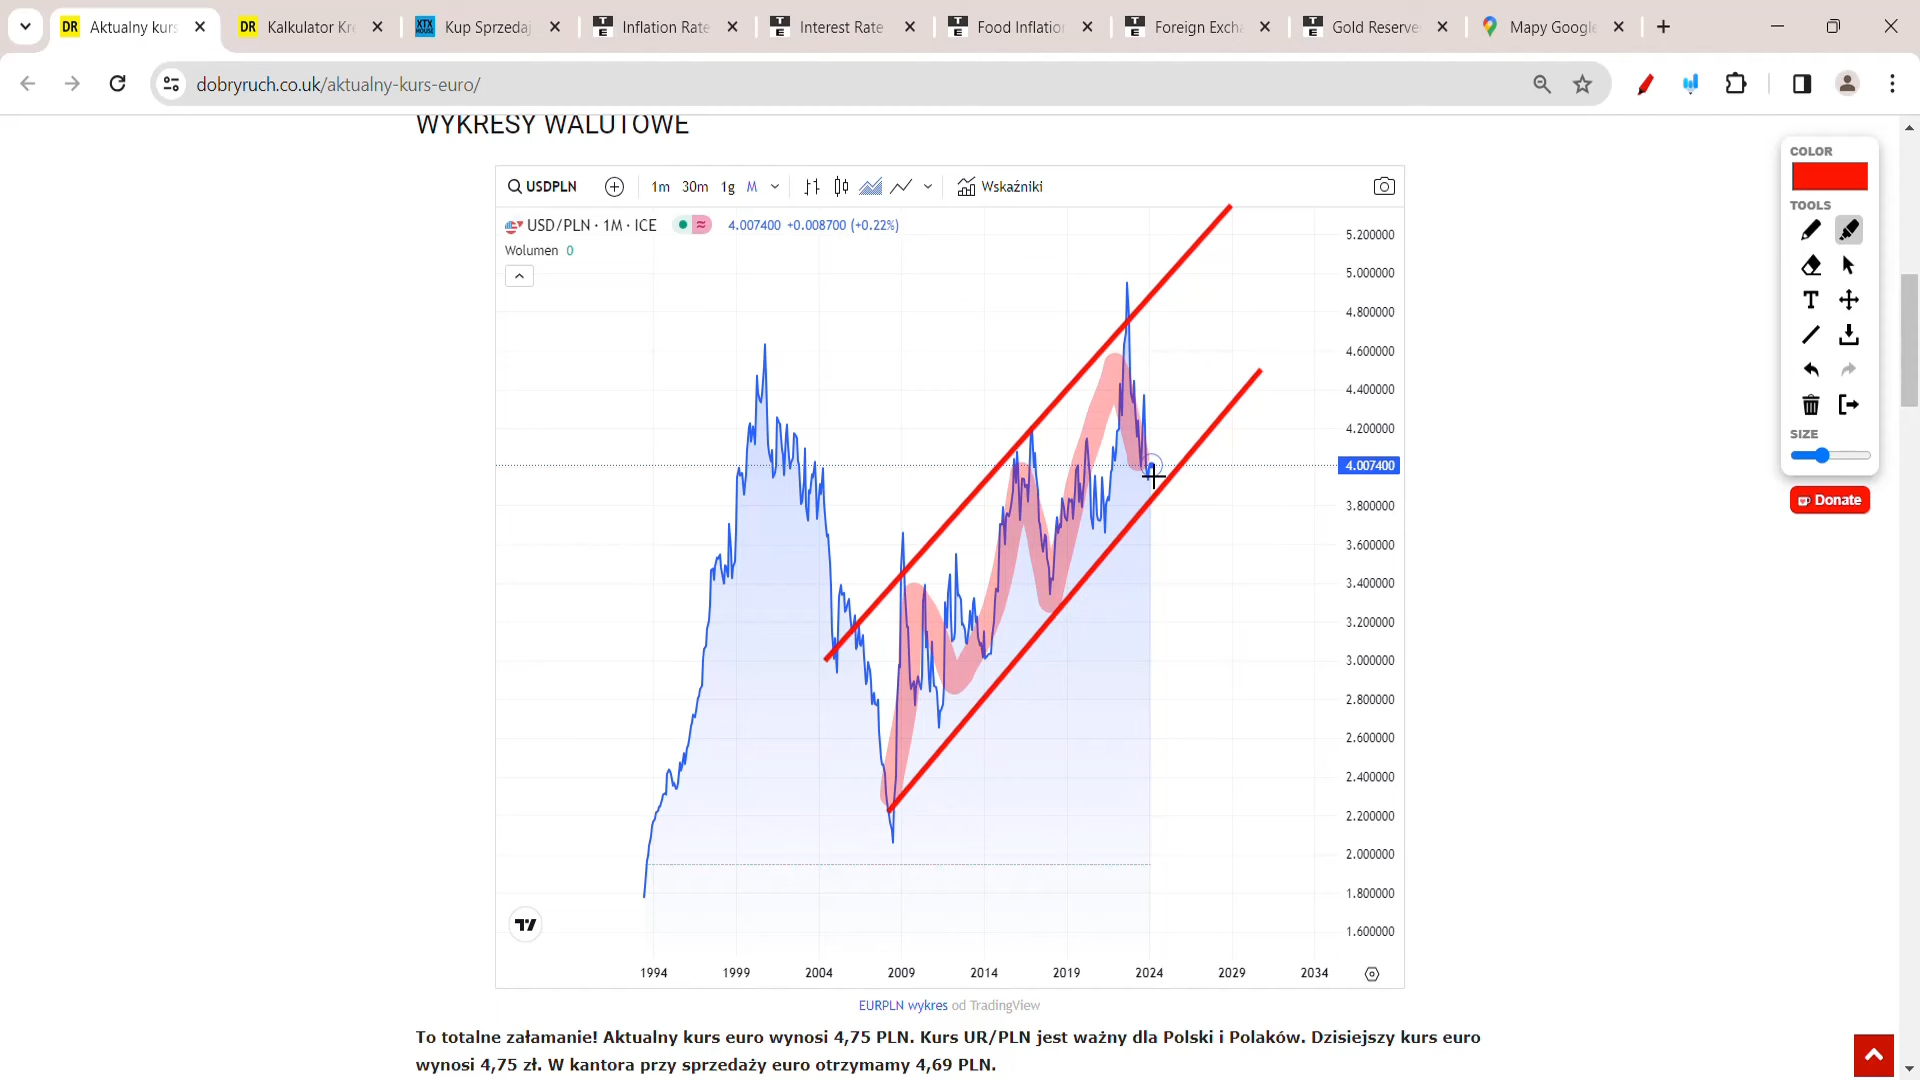 Aktualny kurs
Kalkulator Kre
Kup Sprzedaj
Inflation Rate
Interest Rate
Food Inflation
Foreign Excha
Gold Reserve
Mapy Google
dobryruch.co.uk/aktualny-kurs-euro/
WYKRESY WALUTOWE
USDPLN
1m 30m 1g M
Wskaźniki
USD/PLN · 1M · ICE
4.007400 +0.008700 (+0.22%)
Wolumen 0
5.200000
5.000000
4.800000
4.600000
4.400000
4.200000
4.007400
3.800000
3.600000
3.400000
3.200000
3.000000
2.800000
2.600000
2.400000
2.200000
2.000000
1.800000
1.600000
1994 1999 2004 2009 2014 2019 2024 2029 2034
EURPLN wykres od TradingView
To totalne załamanie! Aktualny kurs euro wynosi 4,75 PLN. Kurs UR/PLN jest ważny dla Polski i Polaków. Dzisiejszy kurs euro
wynosi 4,75 zł. W kantora przy sprzedaży euro otrzymamy 4,69 PLN.
COLOR
TOOLS
SIZE
Donate